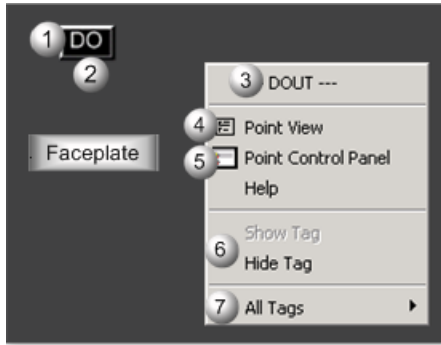 1 DO
2
3 DOUT ---
4 Point View
Faceplate
5 Point Control Panel
Help
Show Tag
6
Hide Tag
7 All Tags